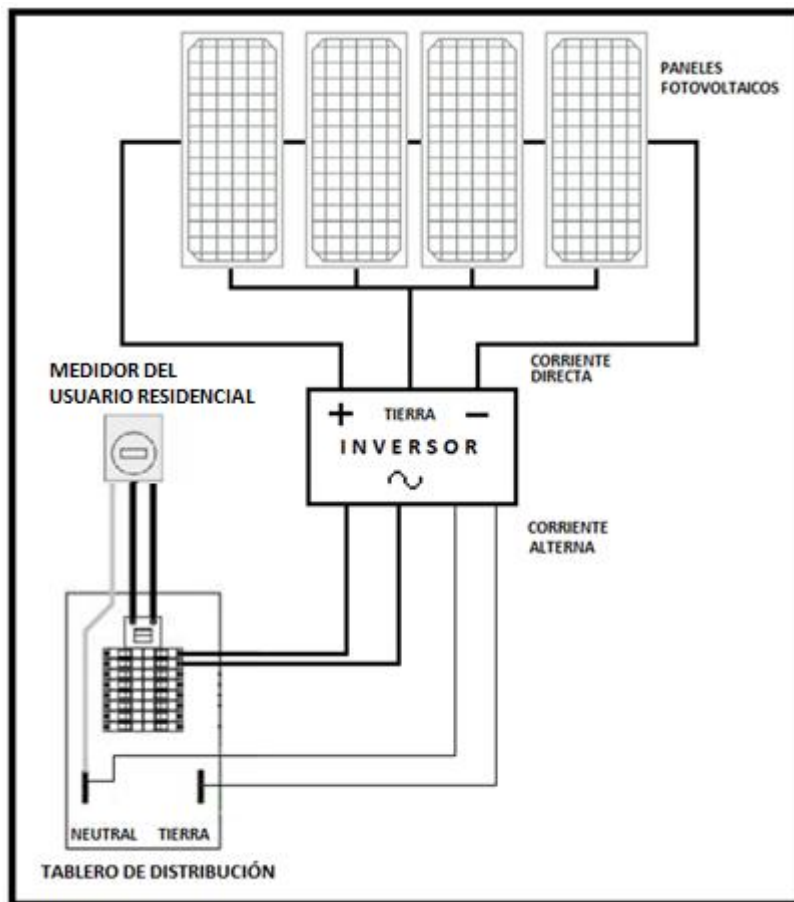 PANELES
FOTOVOLTAICOS
CORRIENTE
DIRECTA
MEDIDOR DEL
USUARIO RESIDENCIAL
+ TIERRA −
INVERSOR
CORRIENTE
ALTERNA
NEUTRAL TIERRA
TABLERO DE DISTRIBUCIÓN